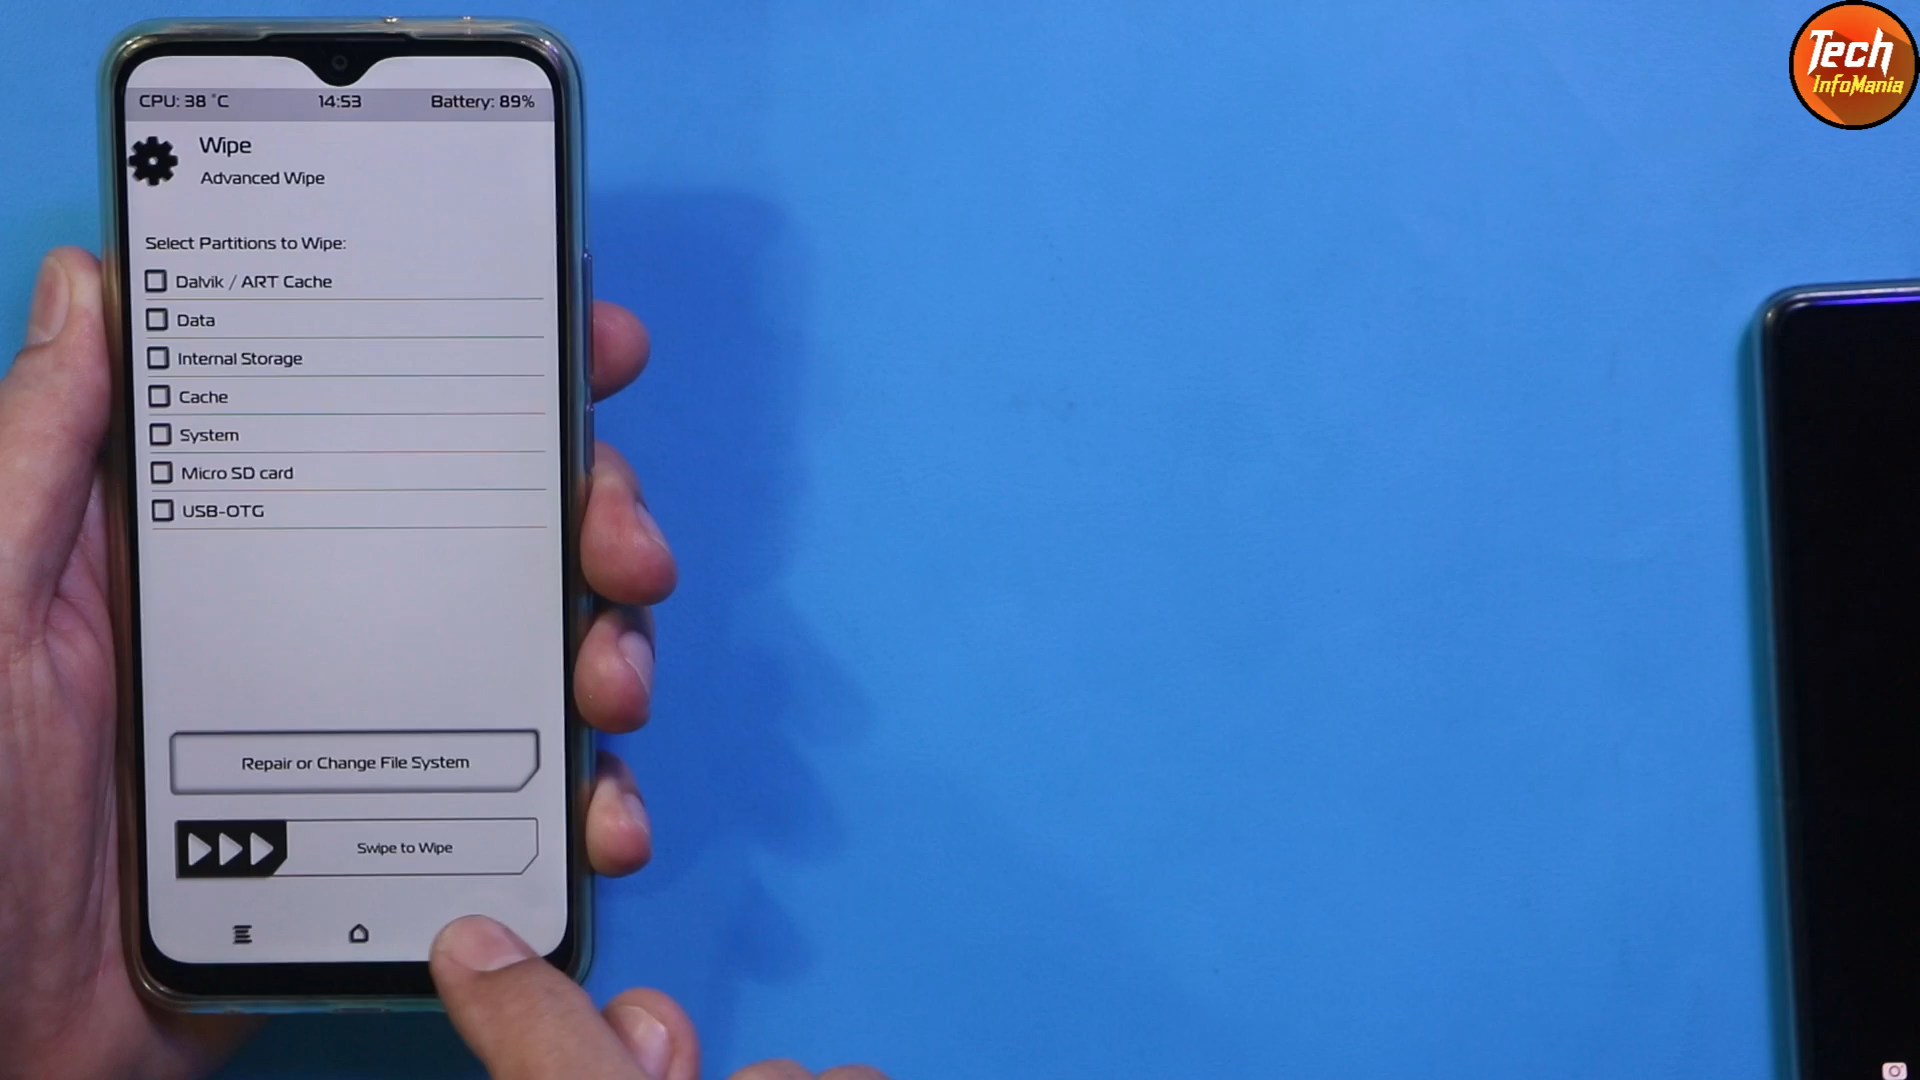 Tech
InfoMania
CPU: 38 °C 14:53 Battery: 89%
Wipe
Advanced Wipe
Select Partitions to Wipe:
Dalvik / ART Cache
Data
Internal Storage
Cache
System
Micro SD card
USB-OTG
Repair or Change File System
Swipe to Wipe